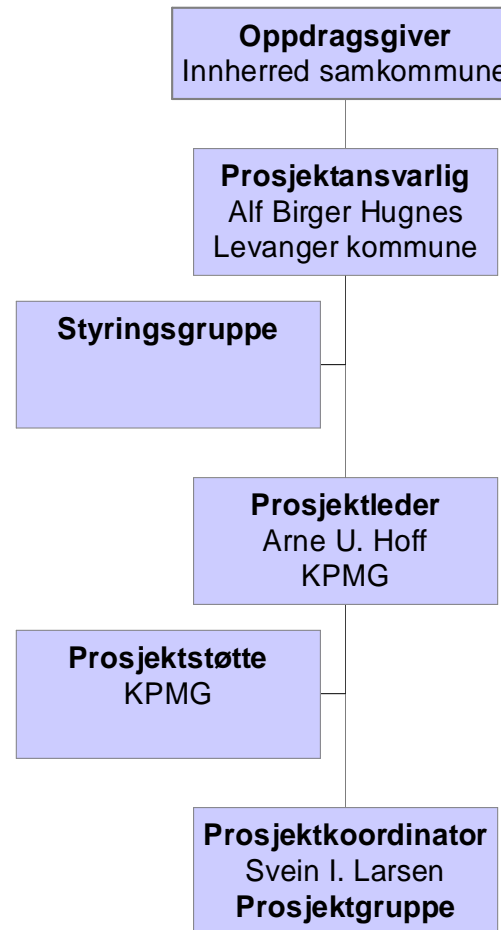 Oppdragsgiver
Innherred samkommune
Prosjektansvarlig
Alf Birger Hugnes
Levanger kommune
Styringsgruppe
Prosjektleder
Arne U. Hoff
KPMG
Prosjektstøtte
KPMG
Prosjektkoordinator
Svein I. Larsen
Prosjektgruppe